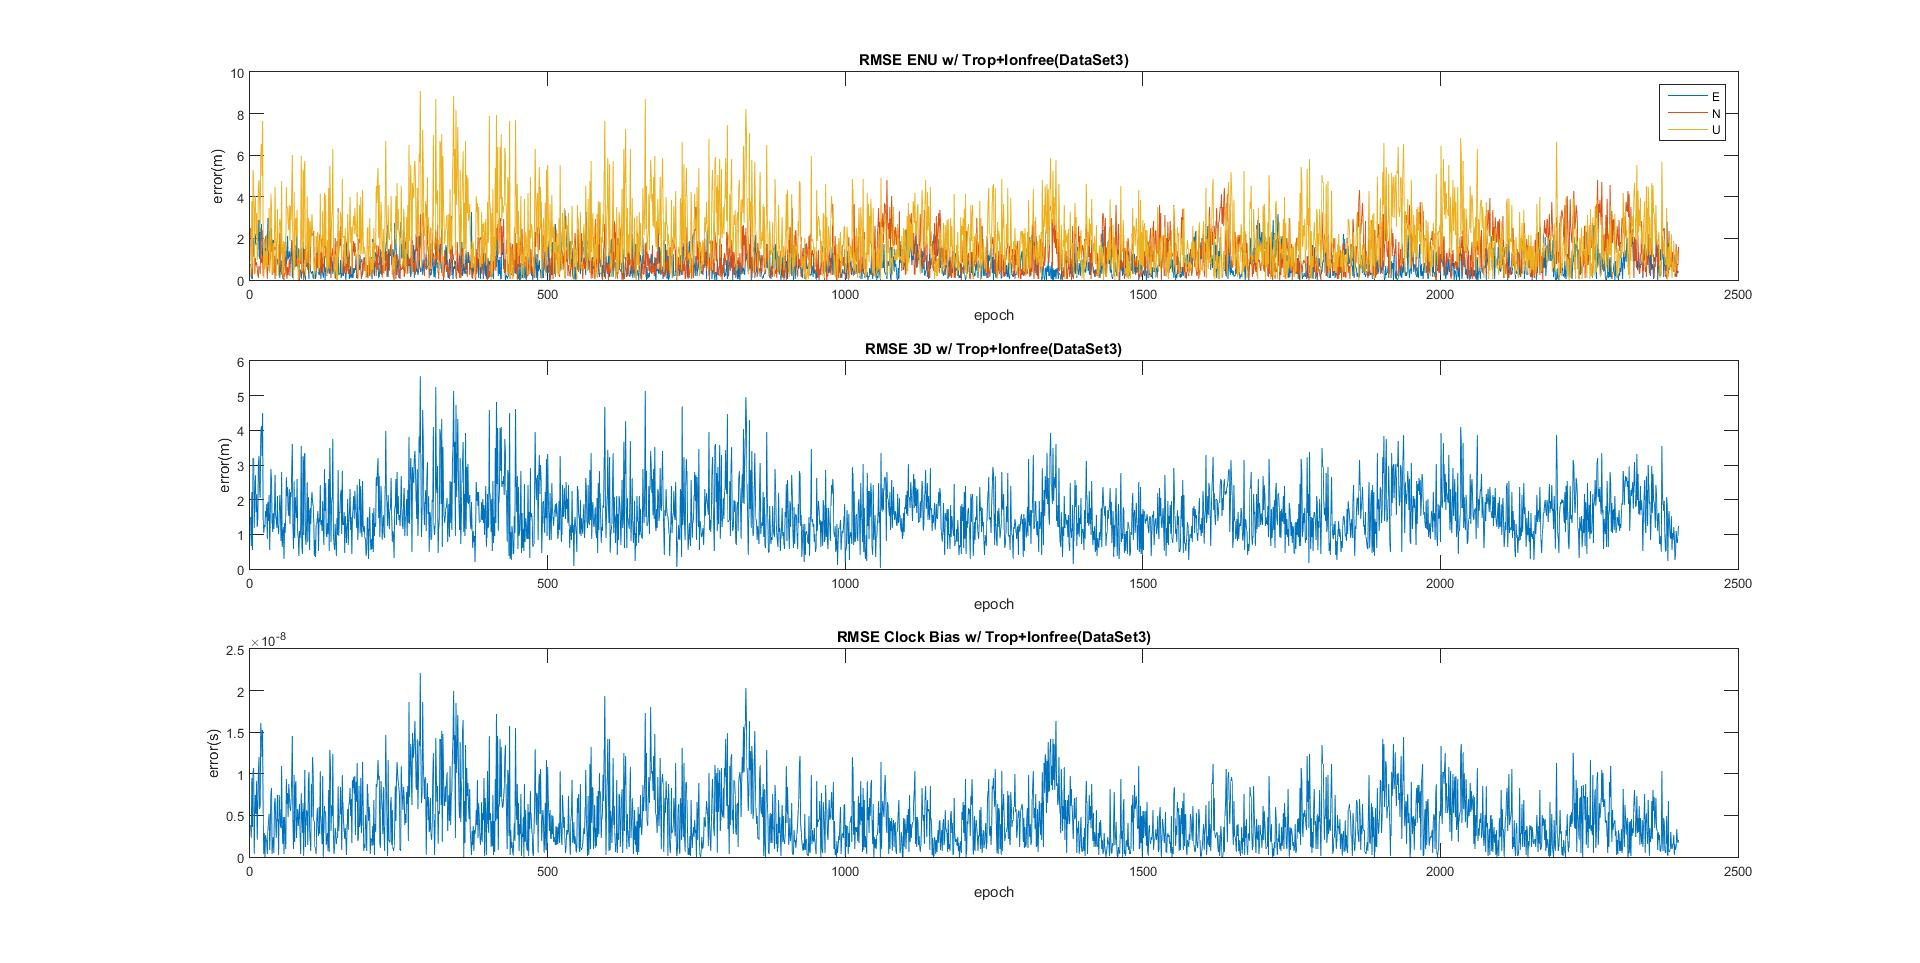 RMSE ENU w/ Trop+Ionfree(DataSet3)
10
8
6
4
2
0
error(m)
E
N
U
0 500 1000 1500 2000 2500
epoch
RMSE 3D w/ Trop+Ionfree(DataSet3)
6
5
4
3
2
1
0
error(m)
0 500 1000 1500 2000 2500
epoch
RMSE Clock Bias w/ Trop+Ionfree(DataSet3)
×10⁻⁸
2.5
2
1.5
1
0.5
0
error(s)
0 500 1000 1500 2000 2500
epoch